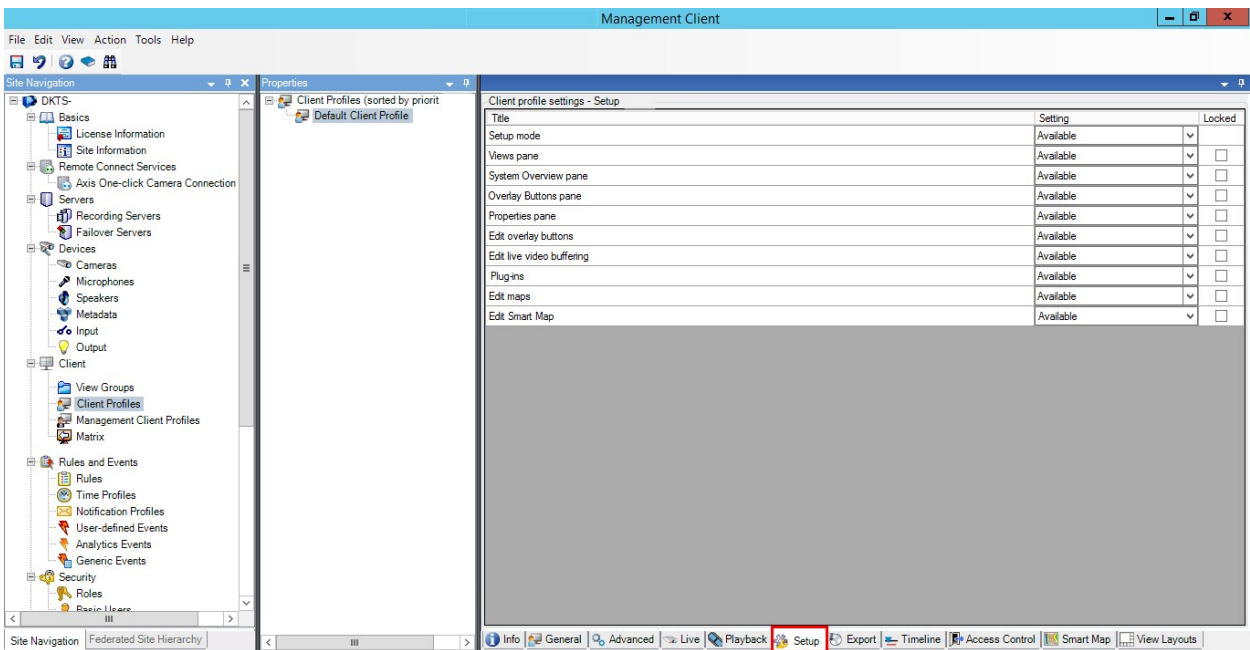 Management Client
File Edit View Action Tools Help
Site Navigation
DKTS-
Basics
License Information
Site Information
Remote Connect Services
Axis One-click Camera Connection
Servers
Recording Servers
Failover Servers
Devices
Cameras
Microphones
Speakers
Metadata
Input
Output
Client
View Groups
Client Profiles
Management Client Profiles
Matrix
Rules and Events
Rules
Time Profiles
Notification Profiles
User-defined Events
Analytics Events
Generic Events
Security
Roles
Basic Users
Site Navigation Federated Site Hierarchy
Properties
Client Profiles (sorted by priorit
Default Client Profile
Client profile settings - Setup
Title Setting Locked
Setup mode Available
Views pane Available
System Overview pane Available
Overlay Buttons pane Available
Properties pane Available
Edit overlay buttons Available
Edit live video buffering Available
Plug-ins Available
Edit maps Available
Edit Smart Map Available
Info General Advanced Live Playback Setup Export Timeline Access Control Smart Map View Layouts